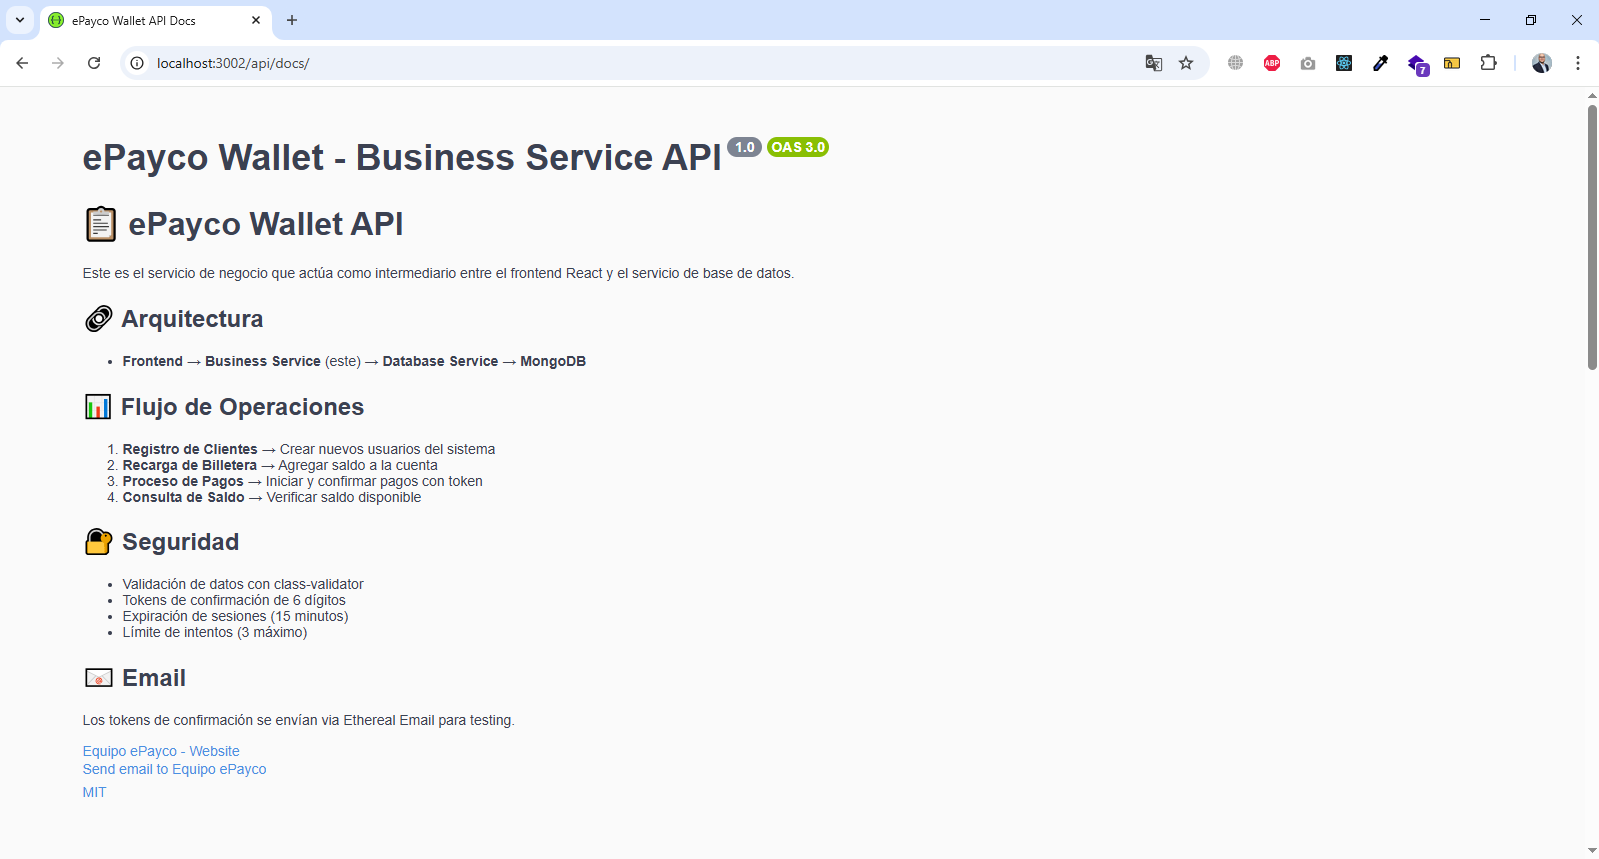 ePayco Wallet API Docs
localhost:3002/api/docs/
ABP
7
ePayco Wallet - Business Service API 1.0 OAS 3.0
ePayco Wallet API
Este es el servicio de negocio que actúa como intermediario entre el frontend React y el servicio de base de datos.
Arquitectura
• Frontend → Business Service (este) → Database Service → MongoDB
Flujo de Operaciones
1. Registro de Clientes → Crear nuevos usuarios del sistema
2. Recarga de Billetera → Agregar saldo a la cuenta
3. Proceso de Pagos → Iniciar y confirmar pagos con token
4. Consulta de Saldo → Verificar saldo disponible
Seguridad
• Validación de datos con class-validator
• Tokens de confirmación de 6 dígitos
• Expiración de sesiones (15 minutos)
• Límite de intentos (3 máximo)
Email
Los tokens de confirmación se envían via Ethereal Email para testing.
Equipo ePayco - Website
Send email to Equipo ePayco
MIT